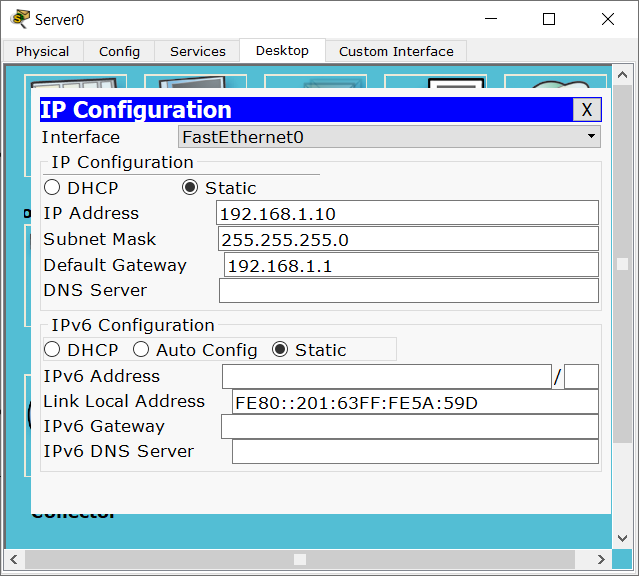 Server0
Physical Config Services Desktop Custom Interface
IP Configuration X
Interface FastEthernet0
IP Configuration
DHCP Static
IP Address 192.168.1.10
Subnet Mask 255.255.255.0
Default Gateway 192.168.1.1
DNS Server
IPv6 Configuration
DHCP Auto Config Static
IPv6 Address /
Link Local Address FE80::201:63FF:FE5A:59D
IPv6 Gateway
IPv6 DNS Server
Collector